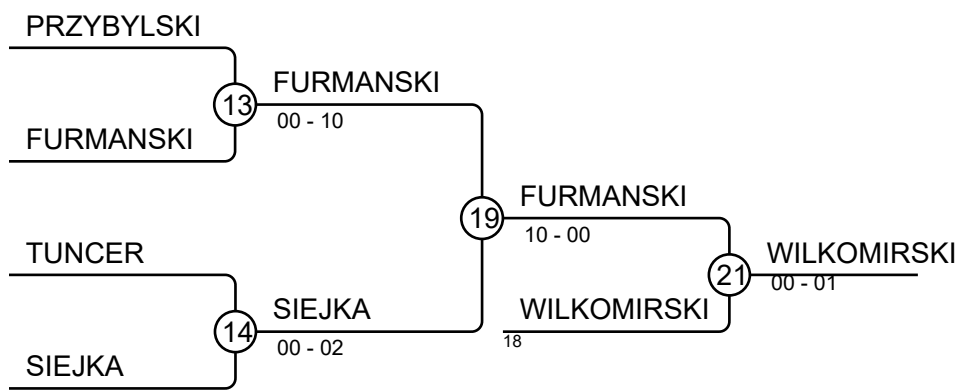 PRZYBYLSKI
13
FURMANSKI
00 - 10
FURMANSKI
19
FURMANSKI
10 - 00
TUNCER
21
WILKOMIRSKI
00 - 01
14
SIEJKA
00 - 02
WILKOMIRSKI
18
SIEJKA